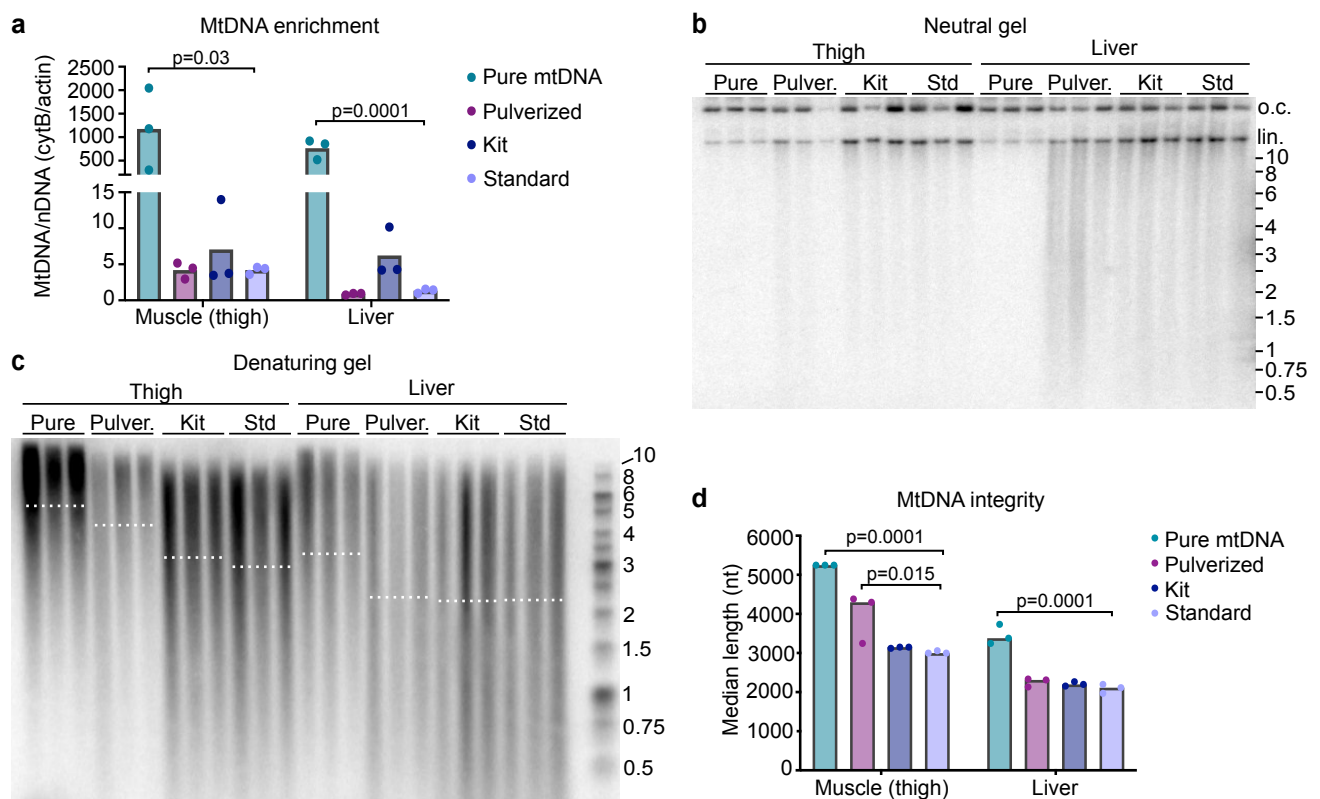 a
MtDNA enrichment
MtDNA/nDNA (cytB/actin)
2500
2000
1500
1000
500
15
10
5
0
p=0.03
p=0.0001
Muscle (thigh)
Liver
Pure mtDNA
Pulverized
Kit
Standard
b
Neutral gel
Thigh
Liver
Pure
Pulver.
Kit
Std
Pure
Pulver.
Kit
Std
o.c.
lin.
10
8
6
4
3
2
1.5
1
0.75
0.5
c
Denaturing gel
Thigh
Liver
Pure
Pulver.
Kit
Std
Pure
Pulver.
Kit
Std
10
8
6
5
4
3
2
1.5
1
0.75
0.5
d
MtDNA integrity
Median length (nt)
6000
5000
4000
3000
2000
1000
0
p=0.0001
p=0.015
p=0.0001
Muscle (thigh)
Liver
Pure mtDNA
Pulverized
Kit
Standard